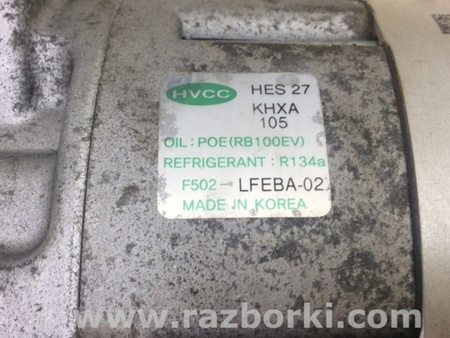 HVCC HES 27
KHXA
105
OIL : POE(RB100EV)
REFRIGERANT : R134a
F502- LFEBA-02
MADE IN KOREA
www.razborki.com